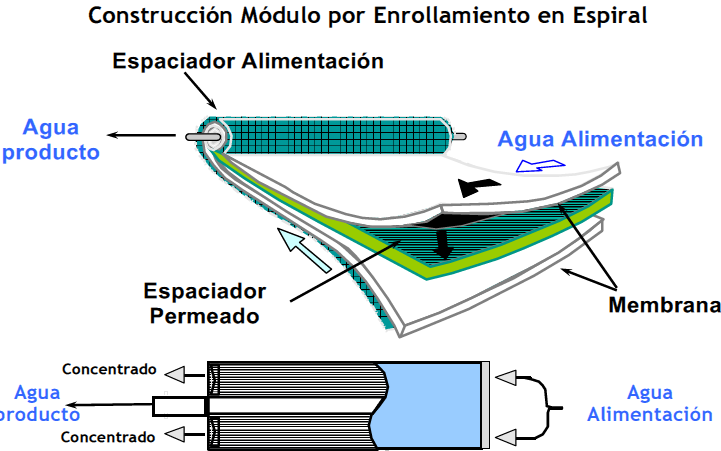 Construcción Módulo por Enrollamiento en Espiral
Espaciador Alimentación
Agua
producto
Agua Alimentación
Espaciador
Permeado
Membrana
Concentrado
Agua
producto
Concentrado
Agua
Alimentación